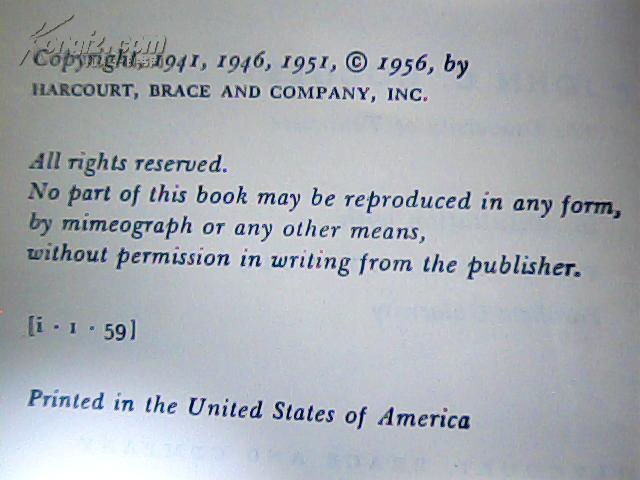 Copyright, 1941, 1946, 1951, © 1956, by
HARCOURT, BRACE AND COMPANY, INC.
All rights reserved.
No part of this book may be reproduced in any form,
by mimeograph or any other means,
without permission in writing from the publisher.
[i · 1 · 59]
Printed in the United States of America